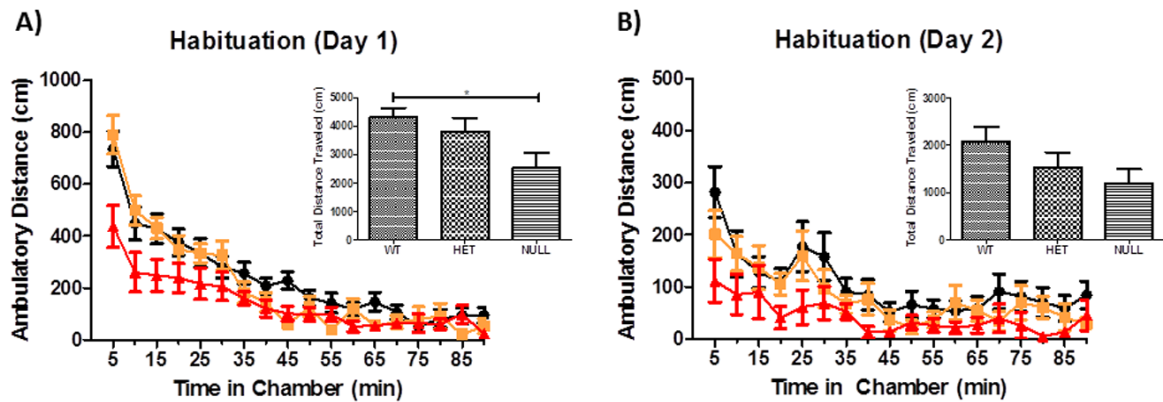 A)
Habituation (Day 1)
Ambulatory Distance (cm)
1000
800
600
400
200
0
5 15 25 35 45 55 65 75 85
Time in Chamber (min)
Total Distance Traveled (cm)
5000
4000
3000
2000
1000
0
*
WT HET NULL
B)
Habituation (Day 2)
Ambulatory Distance (cm)
500
400
300
200
100
0
5 15 25 35 45 55 65 75 85
Time in Chamber (min)
Total Distance Traveled (cm)
3000
2000
1000
0
WT HET NULL